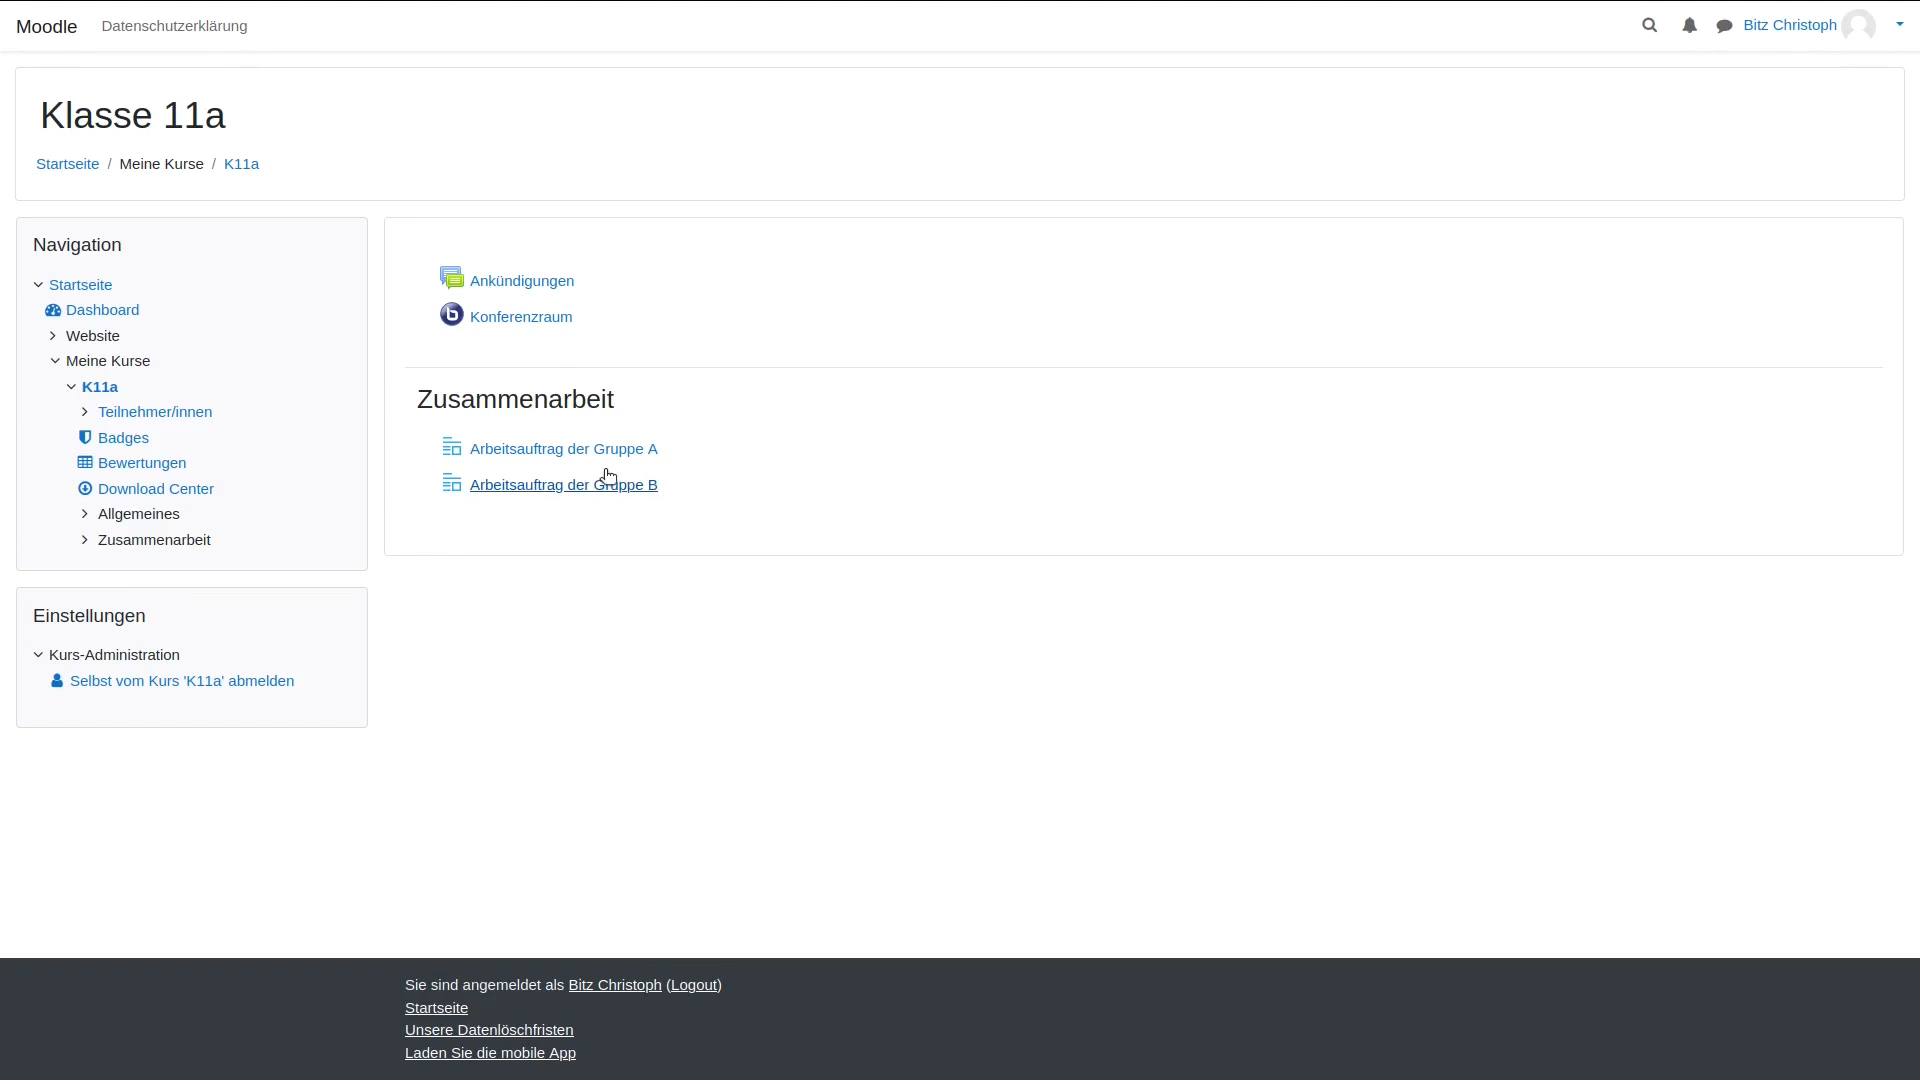 Moodle Datenschutzerklärung Bitz Christoph
Klasse 11a
Startseite / Meine Kurse / K11a
Navigation
Startseite
Dashboard
Website
Meine Kurse
K11a
Teilnehmer/innen
Badges
Bewertungen
Download Center
Allgemeines
Zusammenarbeit
Einstellungen
Kurs-Administration
Selbst vom Kurs 'K11a' abmelden
Ankündigungen
Konferenzraum
Zusammenarbeit
Arbeitsauftrag der Gruppe A
Arbeitsauftrag der Gruppe B
Sie sind angemeldet als Bitz Christoph (Logout)
Startseite
Unsere Datenlöschfristen
Laden Sie die mobile App